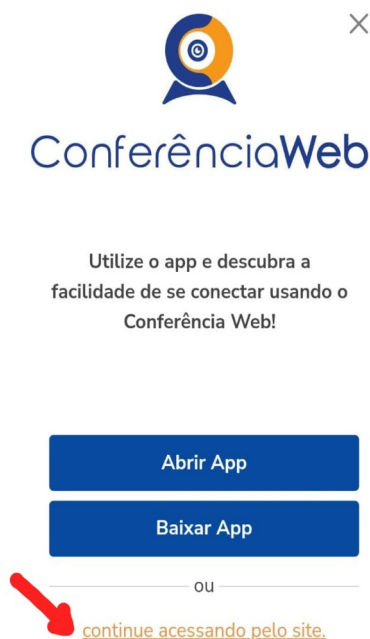 ConferênciaWeb
Utilize o app e descubra a
facilidade de se conectar usando o
Conferência Web!
Abrir App
Baixar App
ou
continue acessando pelo site.